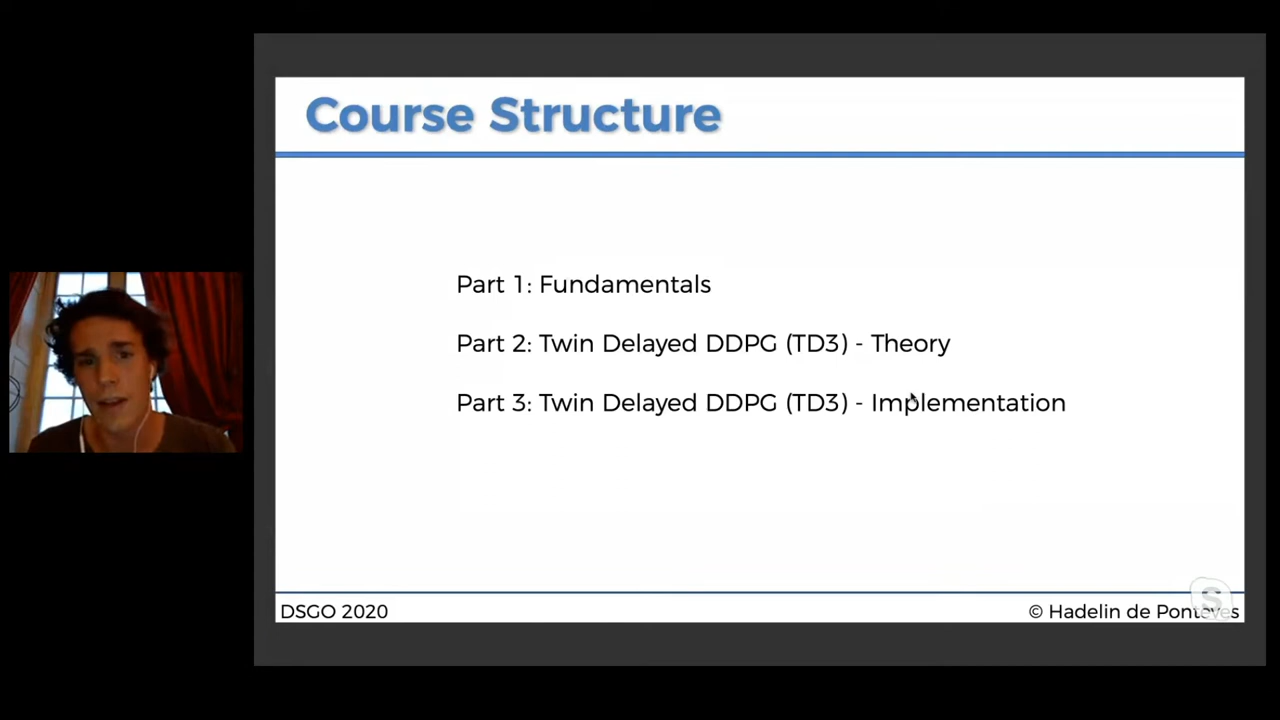 Course Structure
Part 1: Fundamentals
Part 2: Twin Delayed DDPG (TD3) - Theory
Part 3: Twin Delayed DDPG (TD3) - Implementation
DSGO 2020
© Hadelin de Ponteves